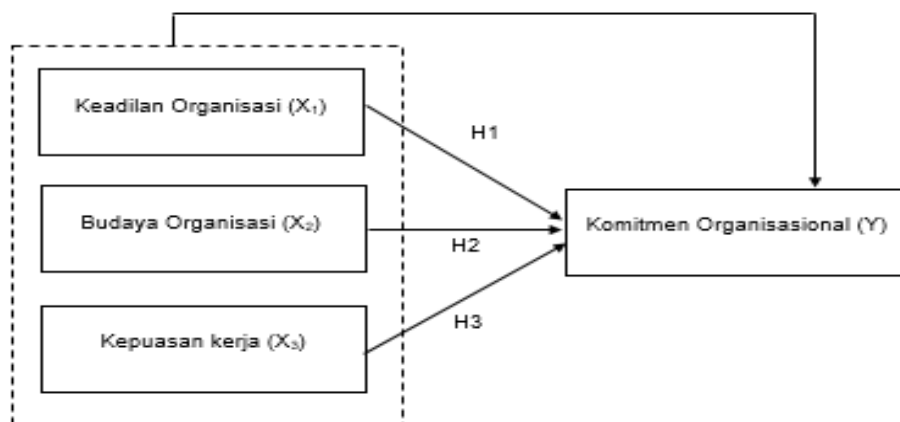 Keadilan Organisasi (X₁)
H1
Budaya Organisasi (X₂)
H2
Komitmen Organisasional (Y)
H3
Kepuasan kerja (X₃)